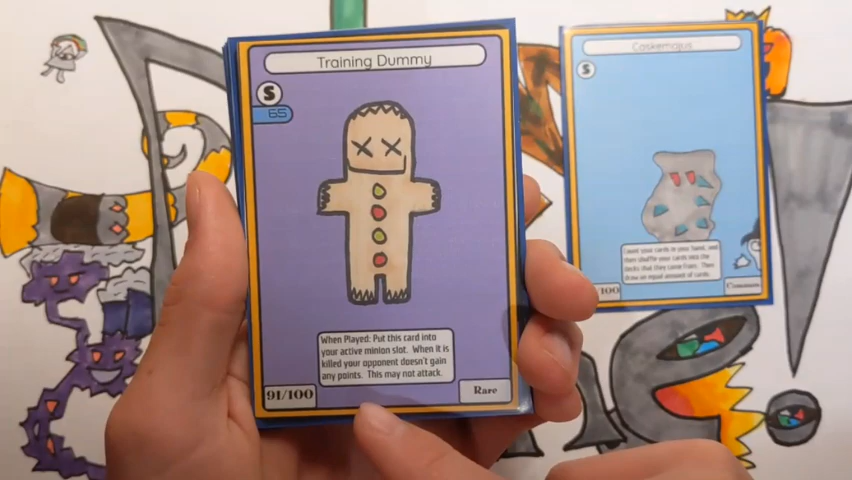 Training Dummy
S
65
When Played: Put this card into
your active minion slot. When it is
killed your opponent doesn't gain
any points. This may not attack.
91/100
Rare
S
Count your cards in your hand, and
then shuffle your cards into the
decks that they came from. Then
draw an equal amount of cards.
/100
Common